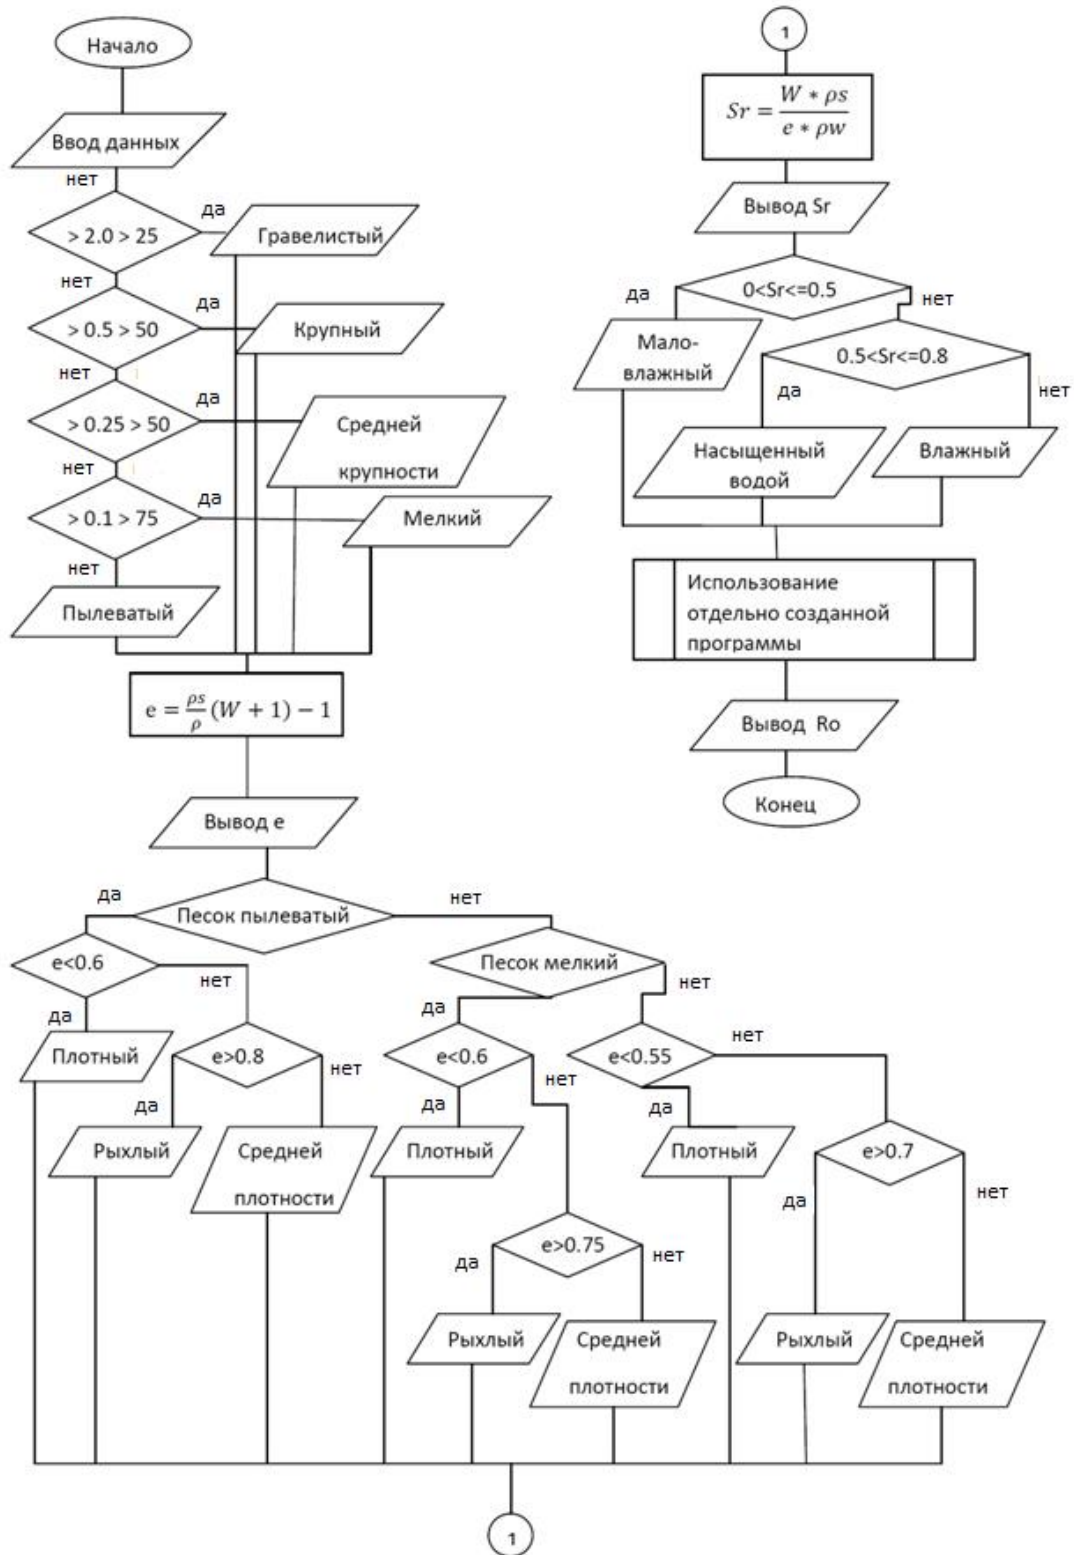 Начало
Ввод данных
нет
> 2.0 > 25
да
Гравелистый
нет
> 0.5 > 50
да
Крупный
нет
> 0.25 > 50
да
Средней
крупности
нет
> 0.1 > 75
да
Мелкий
нет
Пылеватый
e = ρs/ρ (W + 1) − 1
Вывод e
Песок пылеватый
да
нет
e<0.6
да
нет
Плотный
e>0.8
да
нет
Рыхлый
Средней
плотности
Песок мелкий
да
нет
e<0.6
да
нет
Плотный
e>0.75
да
нет
Рыхлый
Средней
плотности
e<0.55
да
нет
Плотный
e>0.7
да
нет
Рыхлый
Средней
плотности
1
1
Sr = W * ρs / e * ρw
Вывод Sr
0<Sr<=0.5
да
нет
Мало-
влажный
0.5<Sr<=0.8
да
нет
Насыщенный
водой
Влажный
Использование
отдельно созданной
программы
Вывод Ro
Конец